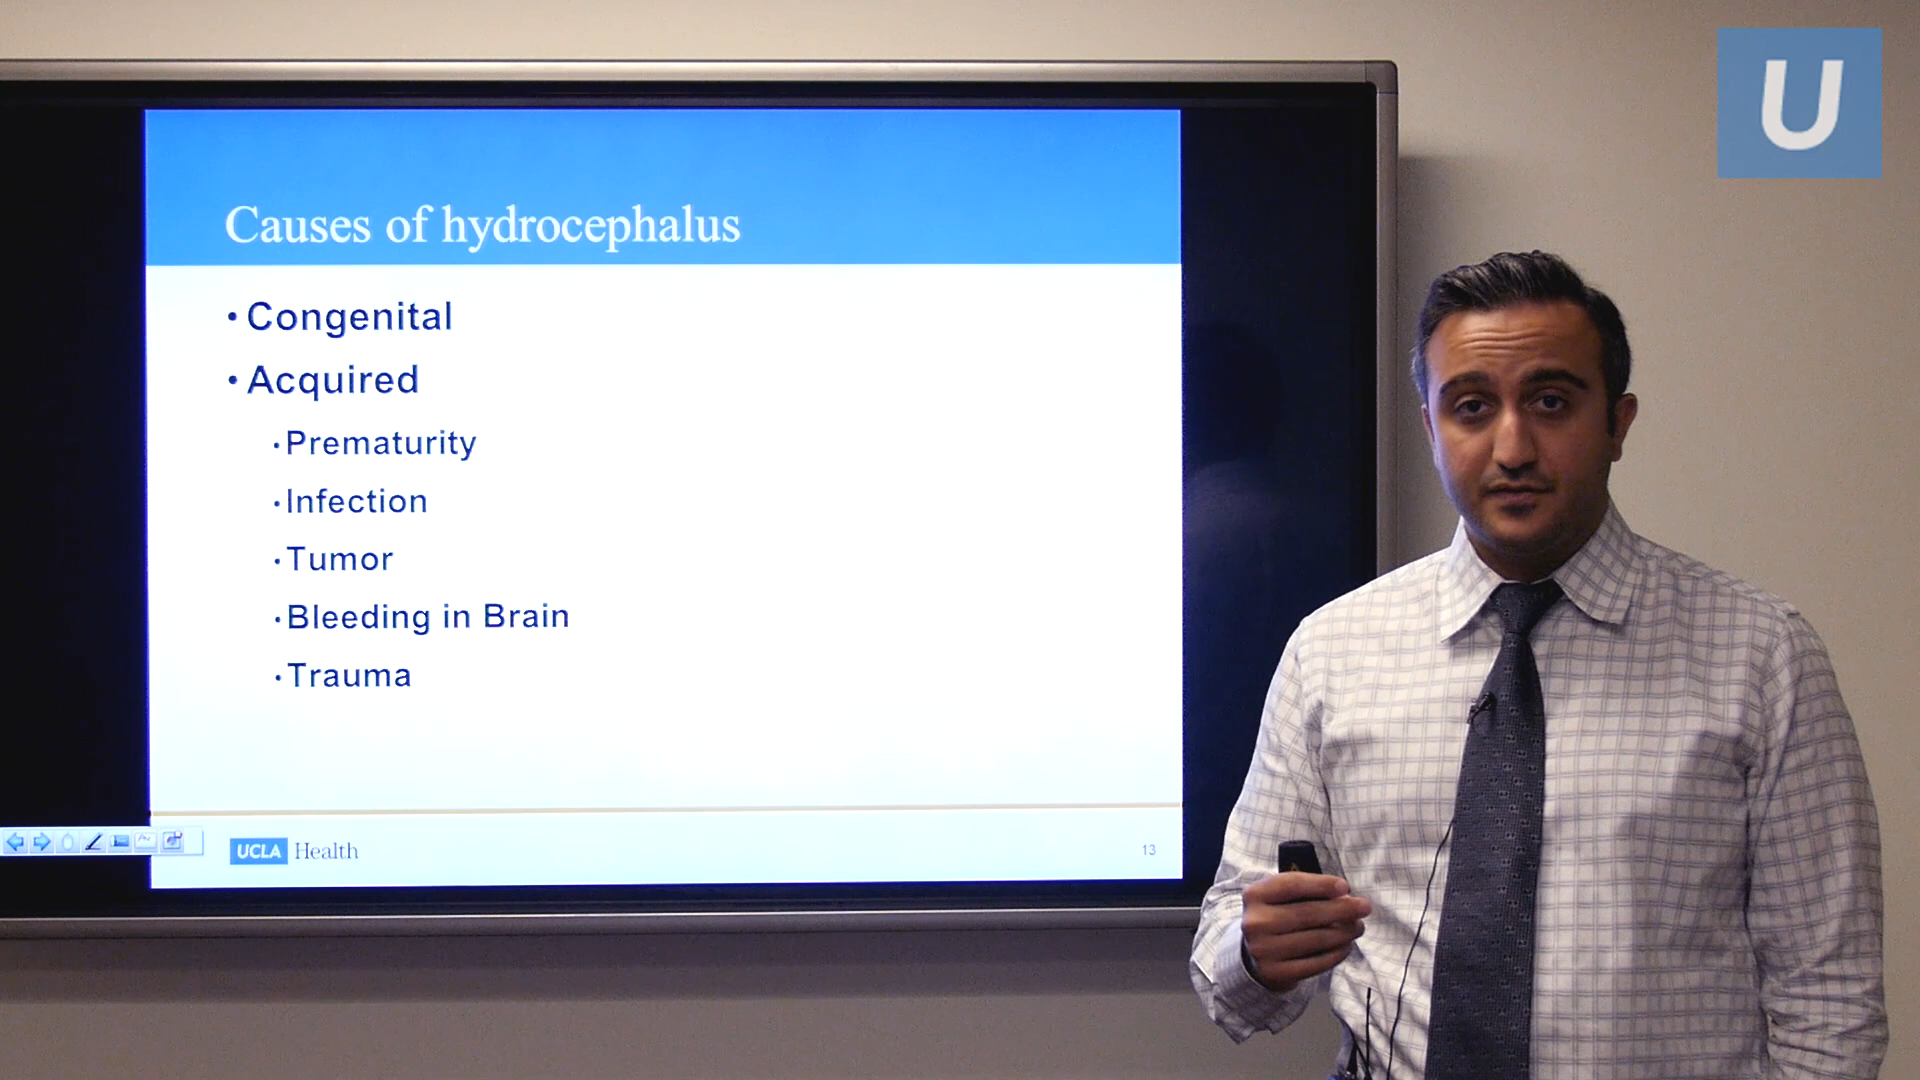 U
Causes of hydrocephalus
• Congenital
• Acquired
• Prematurity
• Infection
• Tumor
• Bleeding in Brain
• Trauma
UCLA Health
13